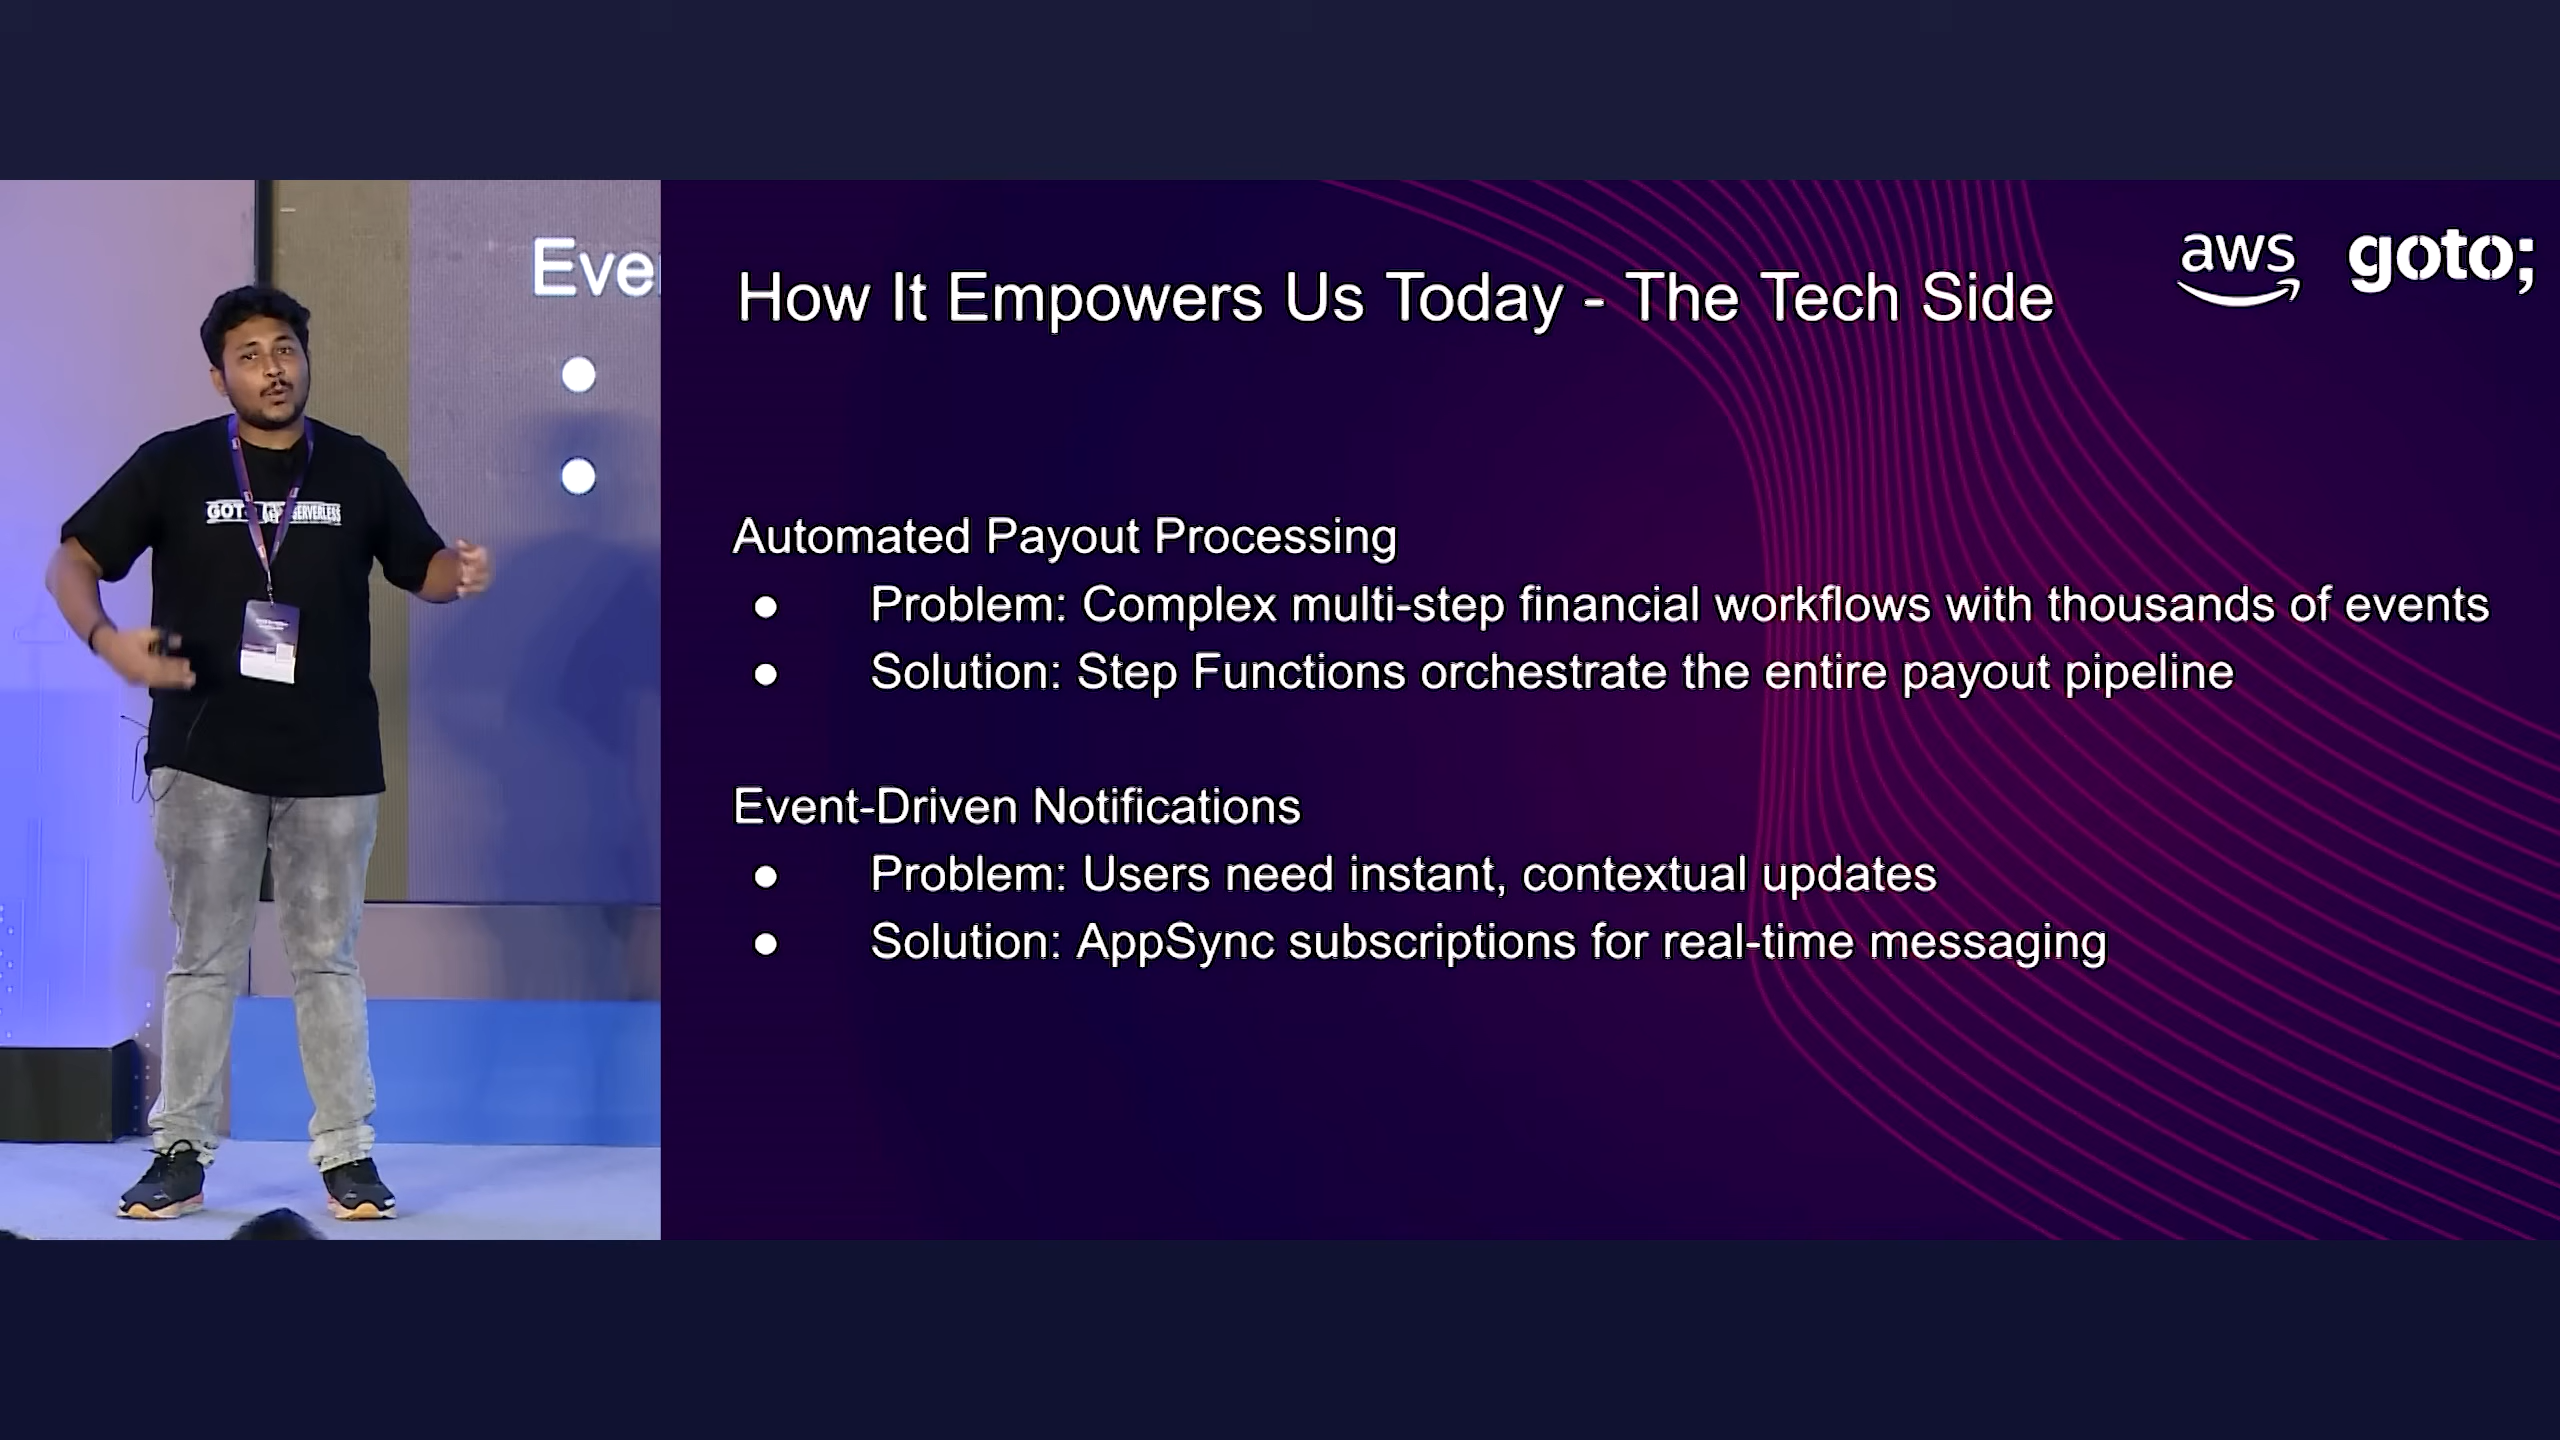 Eve
aws goto;
How It Empowers Us Today - The Tech Side
Automated Payout Processing
● Problem: Complex multi-step financial workflows with thousands of events
● Solution: Step Functions orchestrate the entire payout pipeline
Event-Driven Notifications
● Problem: Users need instant, contextual updates
● Solution: AppSync subscriptions for real-time messaging
GOTO
SERVERLESS